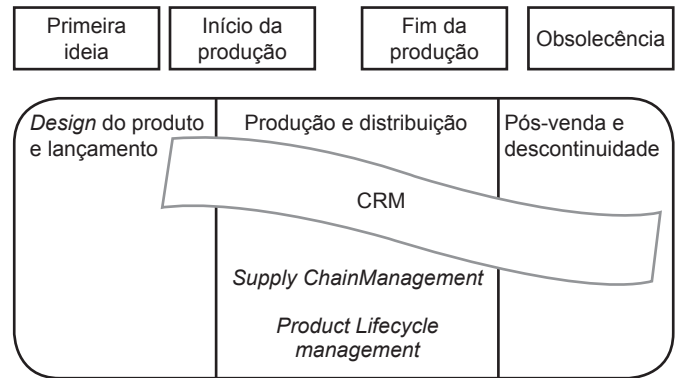 Primeira
ideia
Início da
produção
Fim da
produção
Obsolecência
Design do produto
e lançamento
Produção e distribuição
Pós-venda e
descontinuidade
CRM
Supply ChainManagement
Product Lifecycle
management